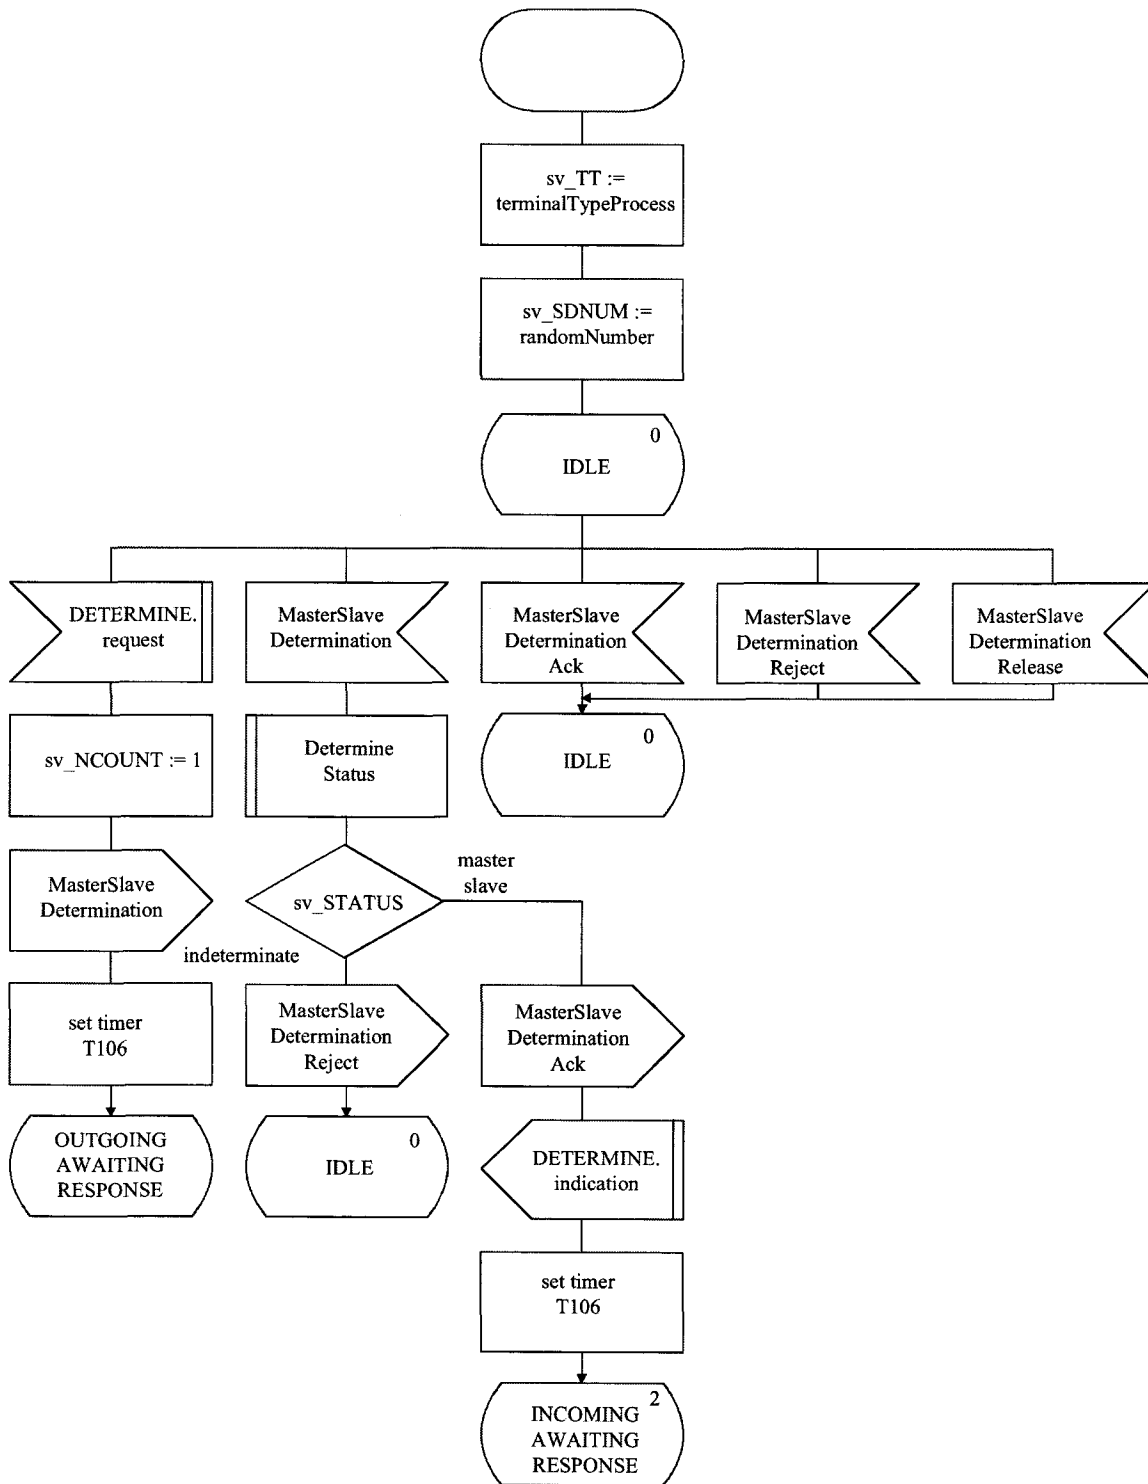 sv_TT :=
terminalTypeProcess
sv_SDNUM :=
randomNumber
0
IDLE
DETERMINE.
request
MasterSlave
Determination
MasterSlave
Determination
Ack
MasterSlave
Determination
Reject
MasterSlave
Determination
Release
sv_NCOUNT := 1
Determine
Status
0
IDLE
MasterSlave
Determination
sv_STATUS
master
slave
indeterminate
set timer
T106
MasterSlave
Determination
Reject
MasterSlave
Determination
Ack
OUTGOING
AWAITING
RESPONSE
0
IDLE
DETERMINE.
indication
set timer
T106
2
INCOMING
AWAITING
RESPONSE